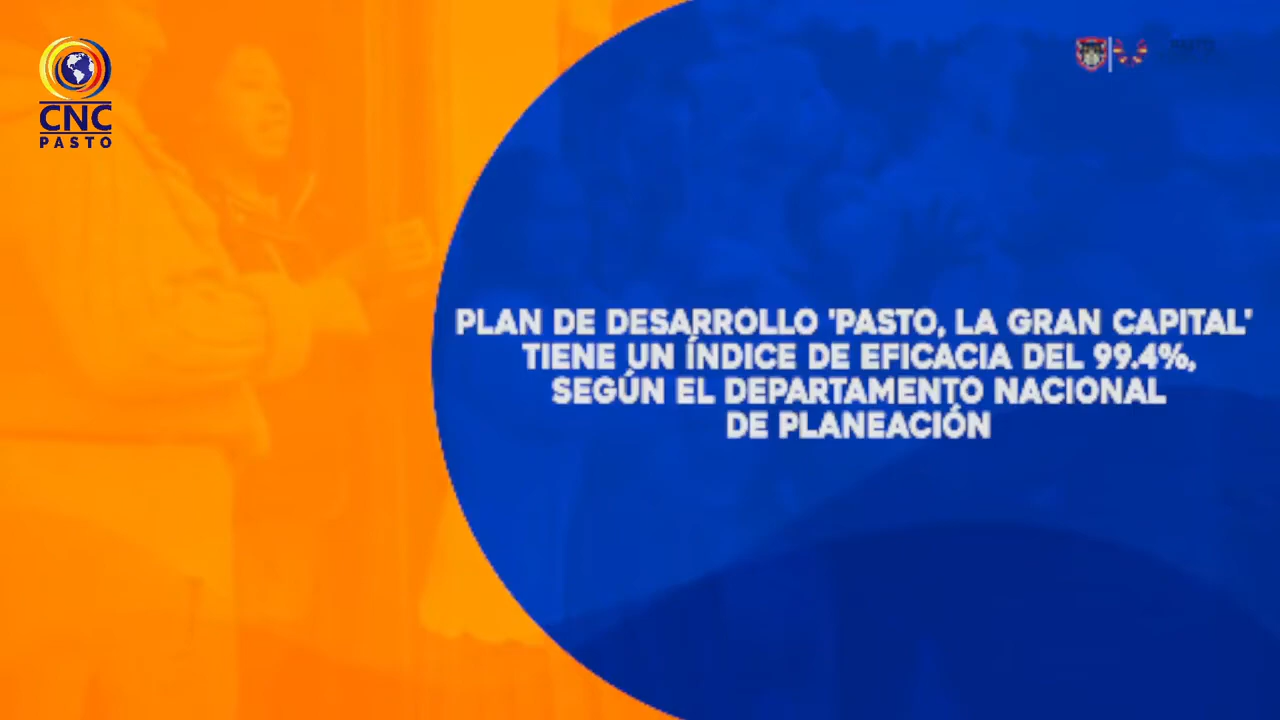 CNC
PASTO
PLAN DE DESARROLLO 'PASTO, LA GRAN CAPITAL'
TIENE UN ÍNDICE DE EFICACIA DEL 99.4%,
SEGÚN EL DEPARTAMENTO NACIONAL
DE PLANEACIÓN